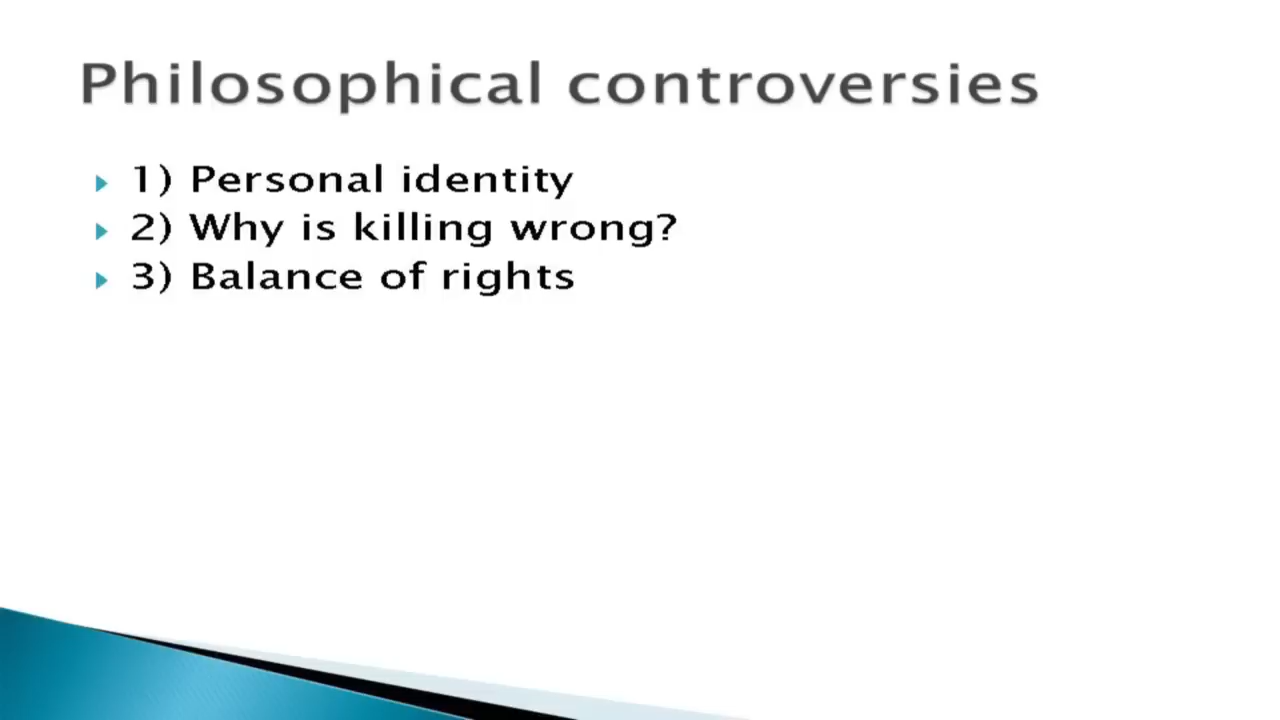 Philosophical controversies
1) Personal identity
2) Why is killing wrong?
3) Balance of rights